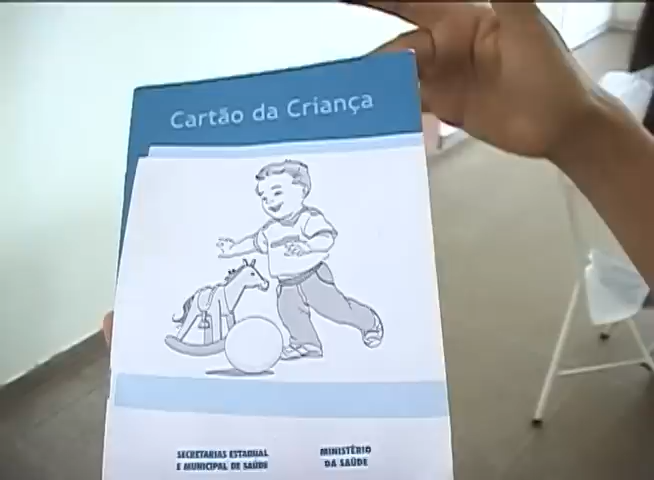 Cartão da Criança
SECRETARIAS ESTADUAL
E MUNICIPAL DE SAÚDE
MINISTÉRIO
DA SAÚDE